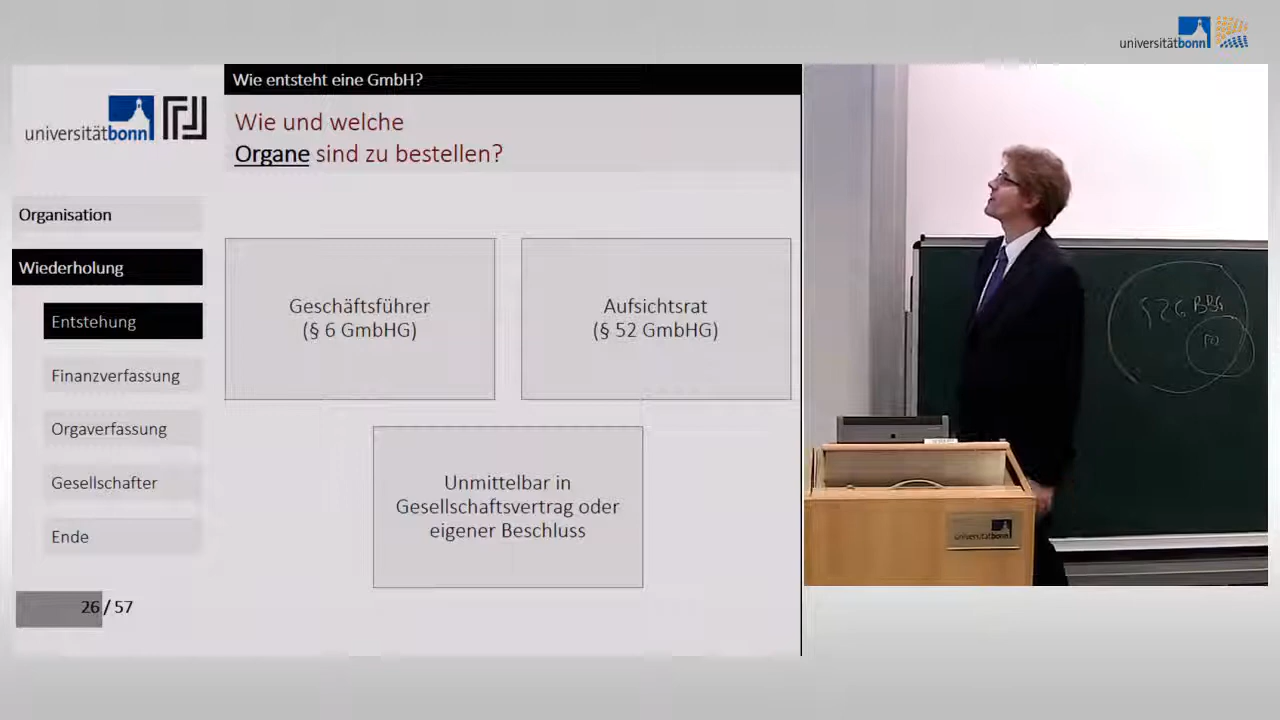 universitätbonn
Wie entsteht eine GmbH?
universitätbonn
Wie und welche
Organe sind zu bestellen?
Organisation
Wiederholung
Entstehung
Finanzverfassung
Orgaverfassung
Gesellschafter
Ende
26 / 57
Geschäftsführer
(§ 6 GmbHG)
Aufsichtsrat
(§ 52 GmbHG)
Unmittelbar in
Gesellschaftsvertrag oder
eigener Beschluss
universitätbonn